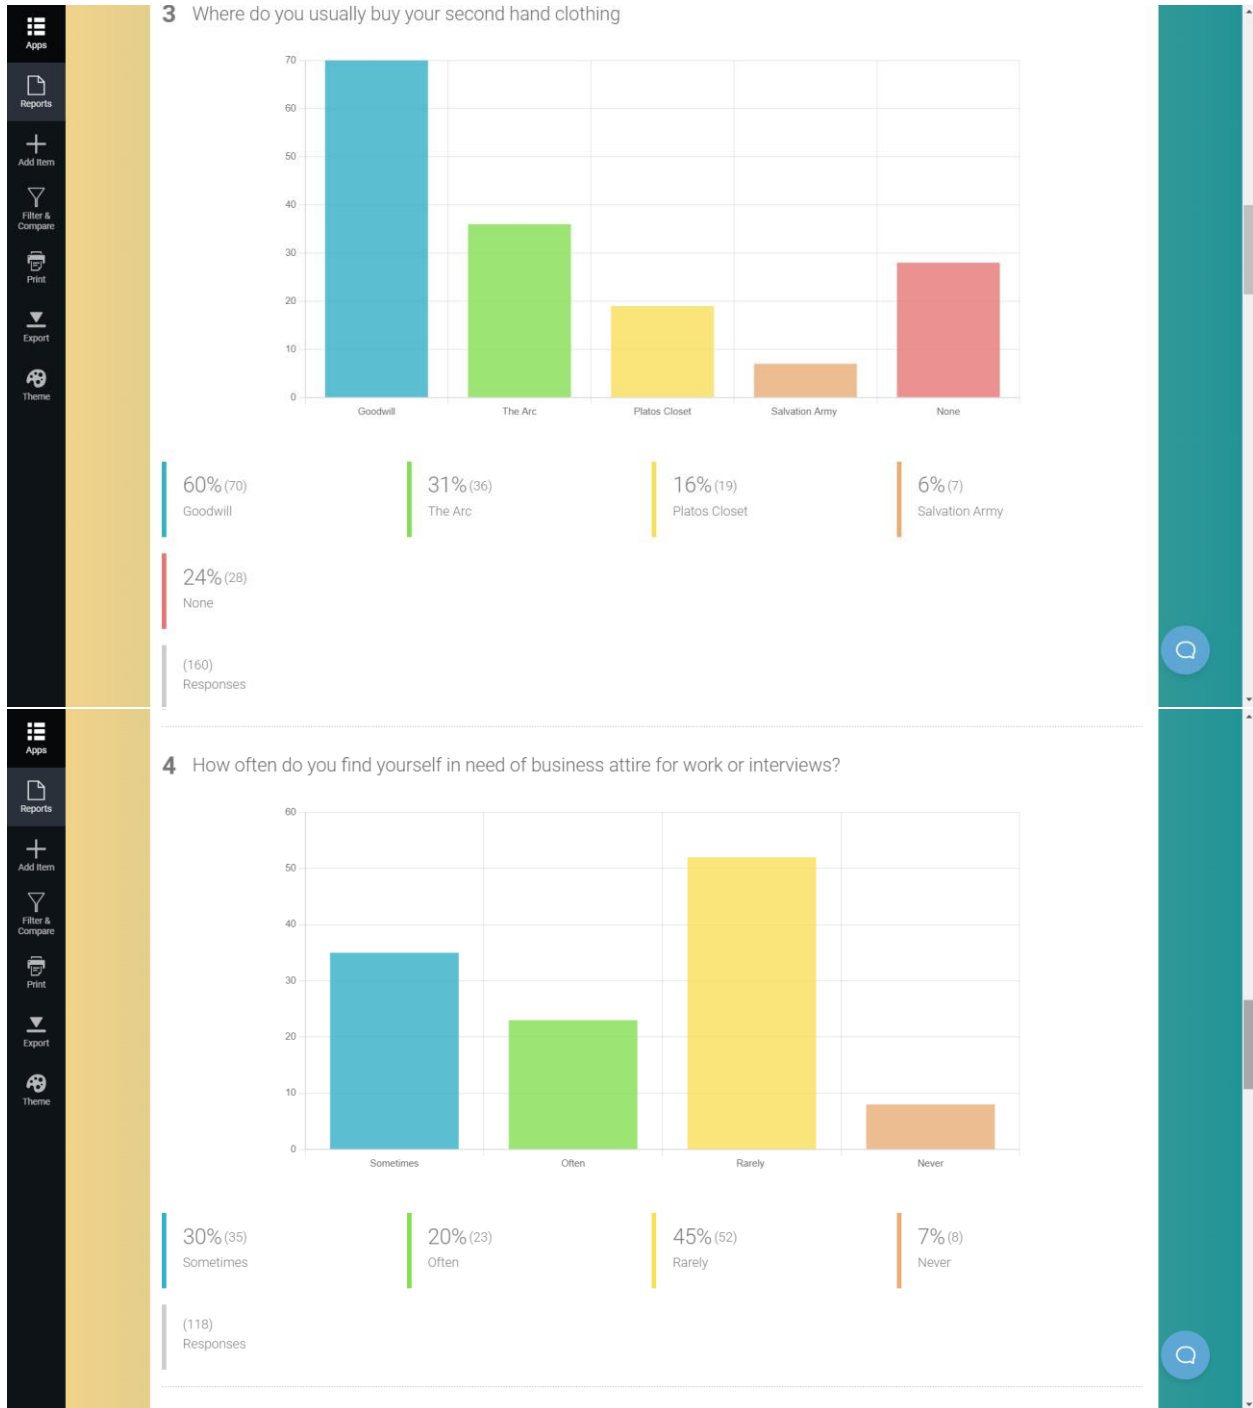 Apps
Reports
Add Item
Filter &
Compare
Print
Export
Theme
3 Where do you usually buy your second hand clothing
70
60
50
40
30
20
10
0
Goodwill The Arc Platos Closet Salvation Army None
60% (70) 31% (36) 16% (19) 6% (7)
Goodwill The Arc Platos Closet Salvation Army
24% (28)
None
(160)
Responses
Apps
Reports
Add Item
Filter &
Compare
Print
Export
Theme
4 How often do you find yourself in need of business attire for work or interviews?
60
50
40
30
20
10
0
Sometimes Often Rarely Never
30% (35) 20% (23) 45% (52) 7% (8)
Sometimes Often Rarely Never
(118)
Responses